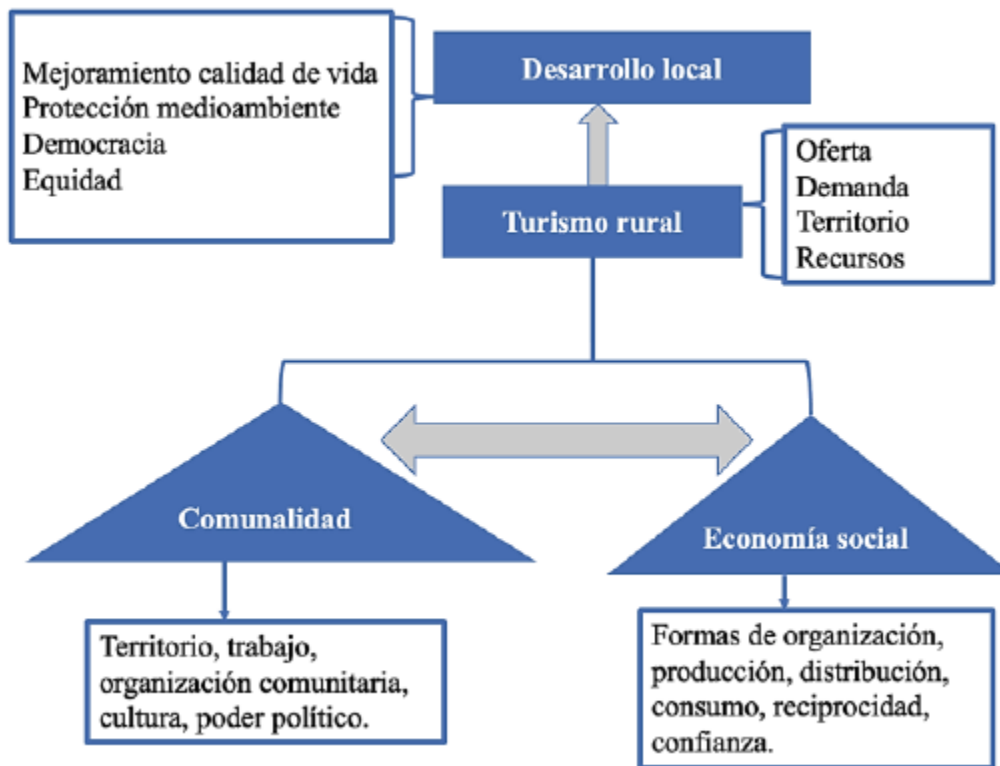 Mejoramiento calidad de vida
Protección medioambiente
Democracia
Equidad
Desarrollo local
Turismo rural
Oferta
Demanda
Territorio
Recursos
Comunalidad
Economía social
Territorio, trabajo,
organización comunitaria,
cultura, poder político.
Formas de organización,
producción, distribución,
consumo, reciprocidad,
confianza.